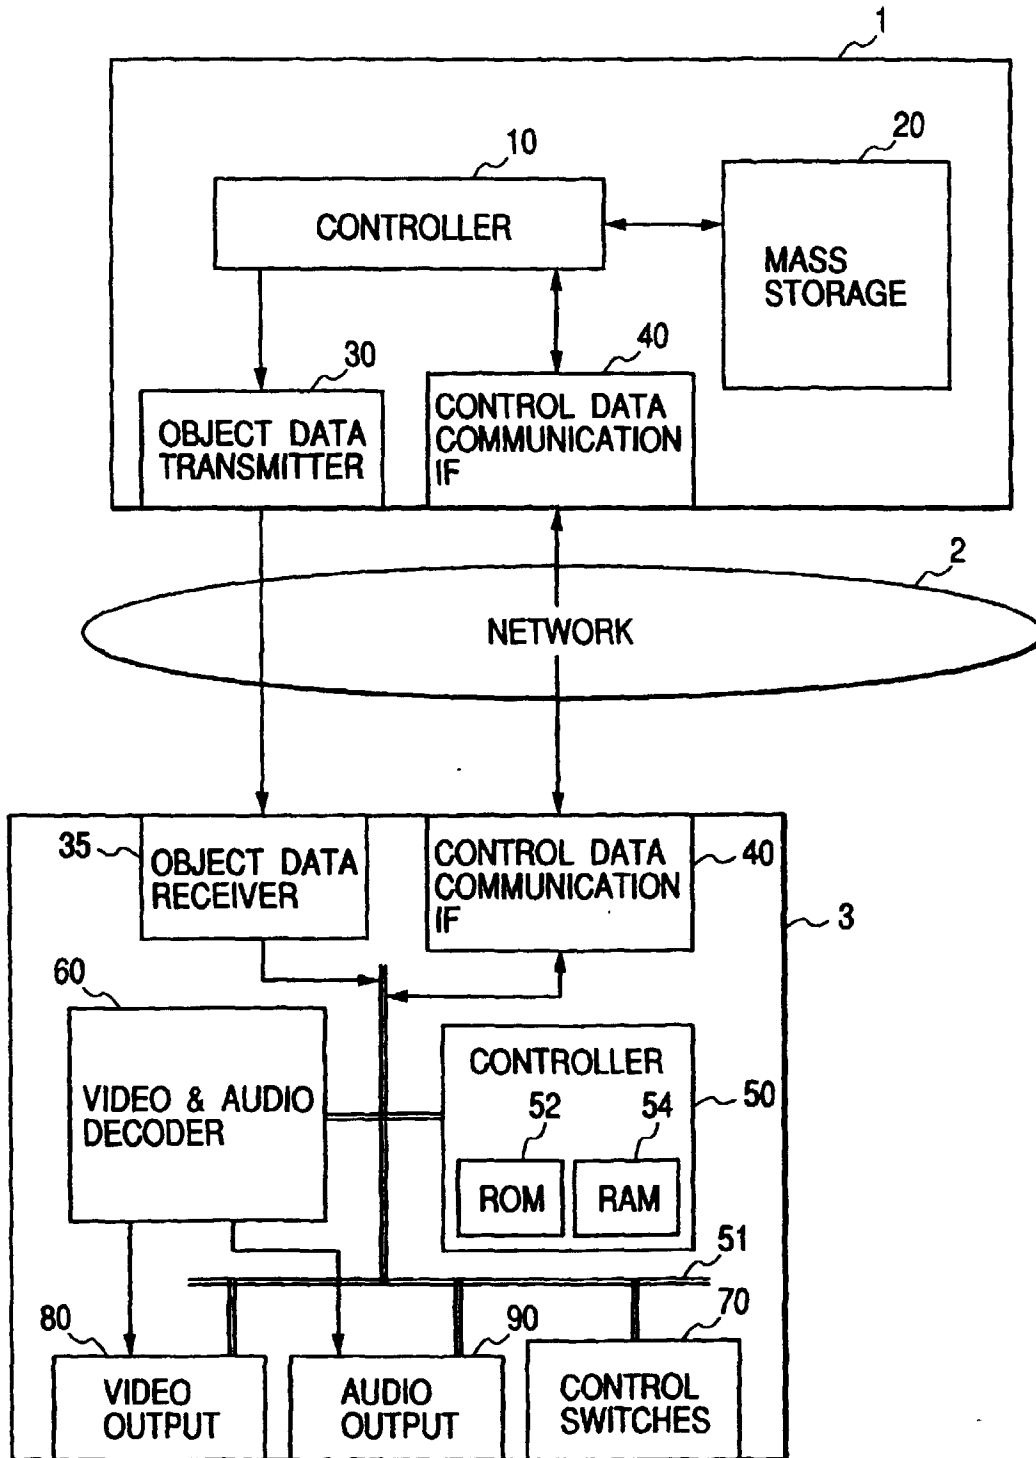 1
10
20
CONTROLLER
MASS
STORAGE
30
40
OBJECT DATA
TRANSMITTER
CONTROL DATA
COMMUNICATION
IF
2
NETWORK
35
OBJECT DATA
RECEIVER
CONTROL DATA
COMMUNICATION
IF
40
3
60
VIDEO & AUDIO
DECODER
CONTROLLER
50
52
54
ROM
RAM
51
80
90
70
VIDEO
OUTPUT
AUDIO
OUTPUT
CONTROL
SWITCHES